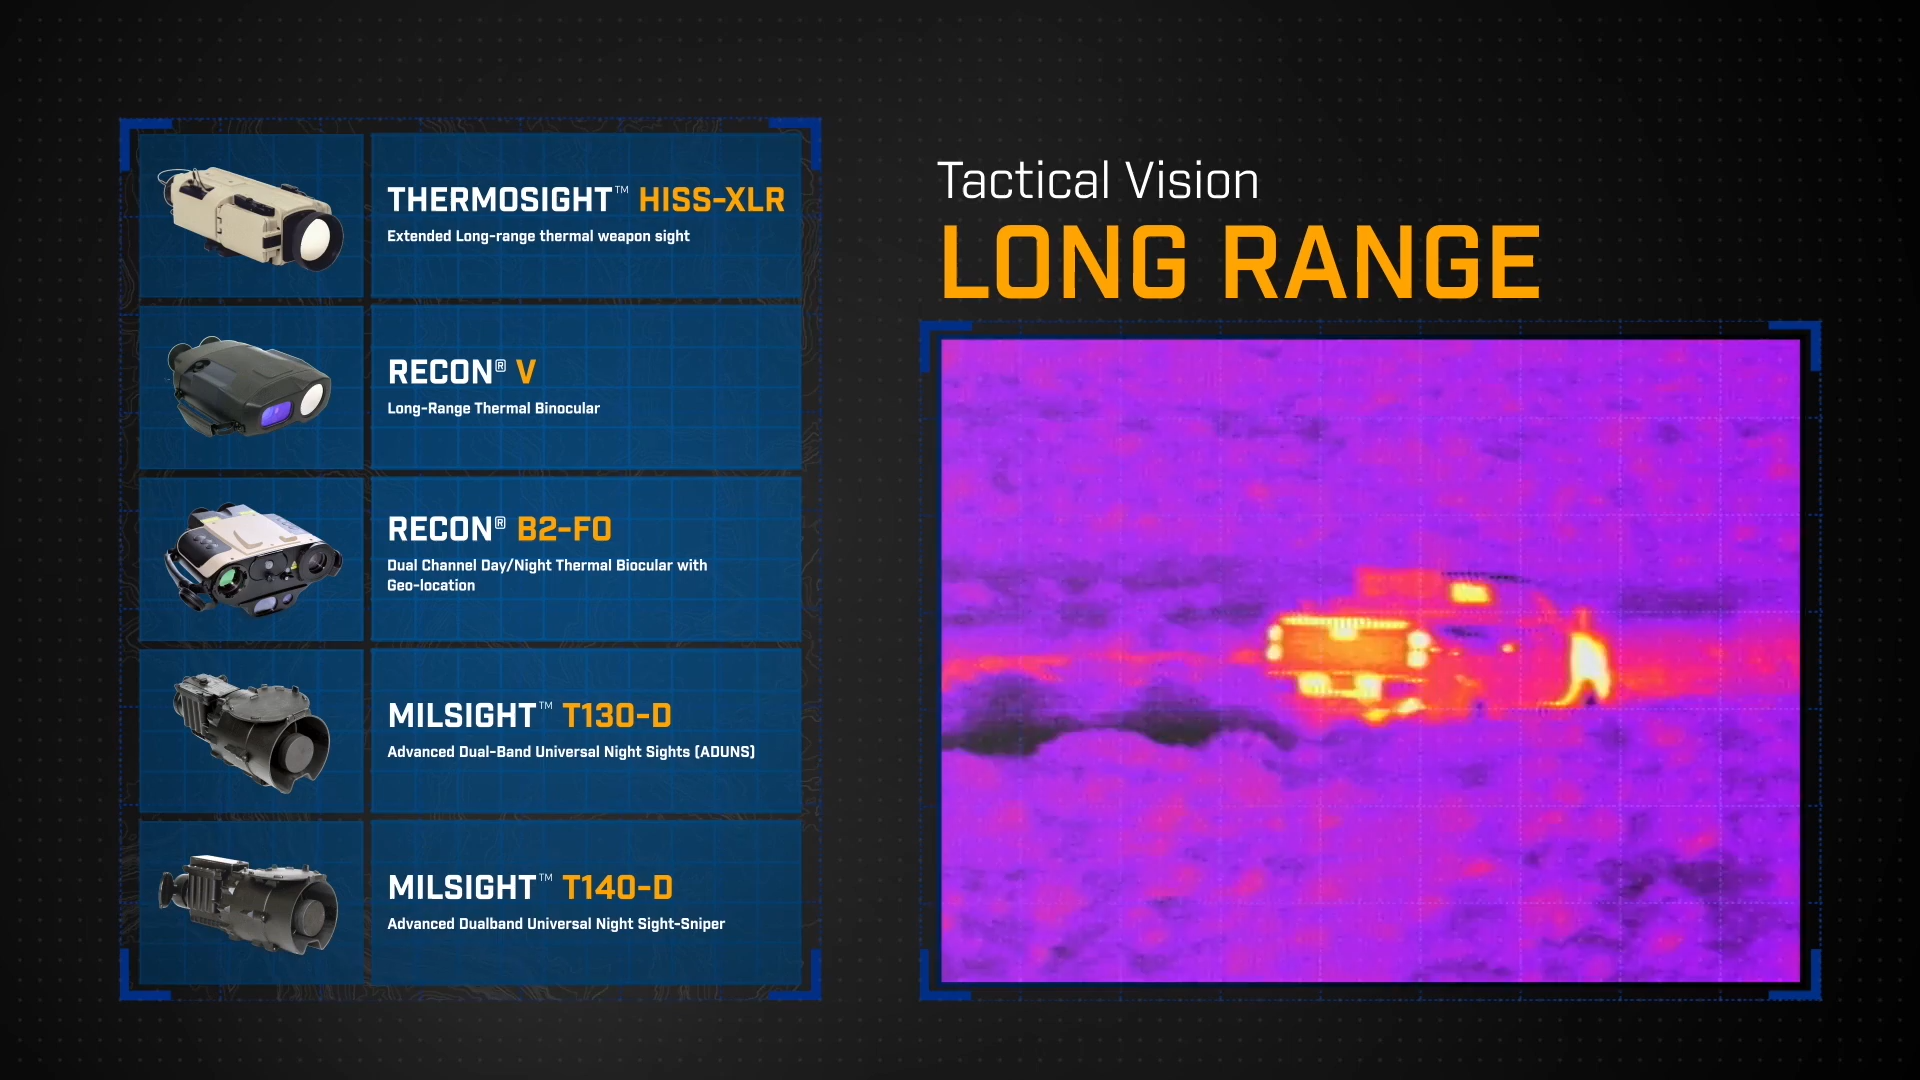 THERMOSIGHT™ HISS-XLR
Extended Long-range thermal weapon sight
RECON® V
Long-Range Thermal Binocular
RECON® B2-FO
Dual Channel Day/Night Thermal Biocular with
Geo-location
MILSIGHT™ T130-D
Advanced Dual-Band Universal Night Sights (ADUNS)
MILSIGHT™ T140-D
Advanced Dualband Universal Night Sight-Sniper
Tactical Vision
LONG RANGE